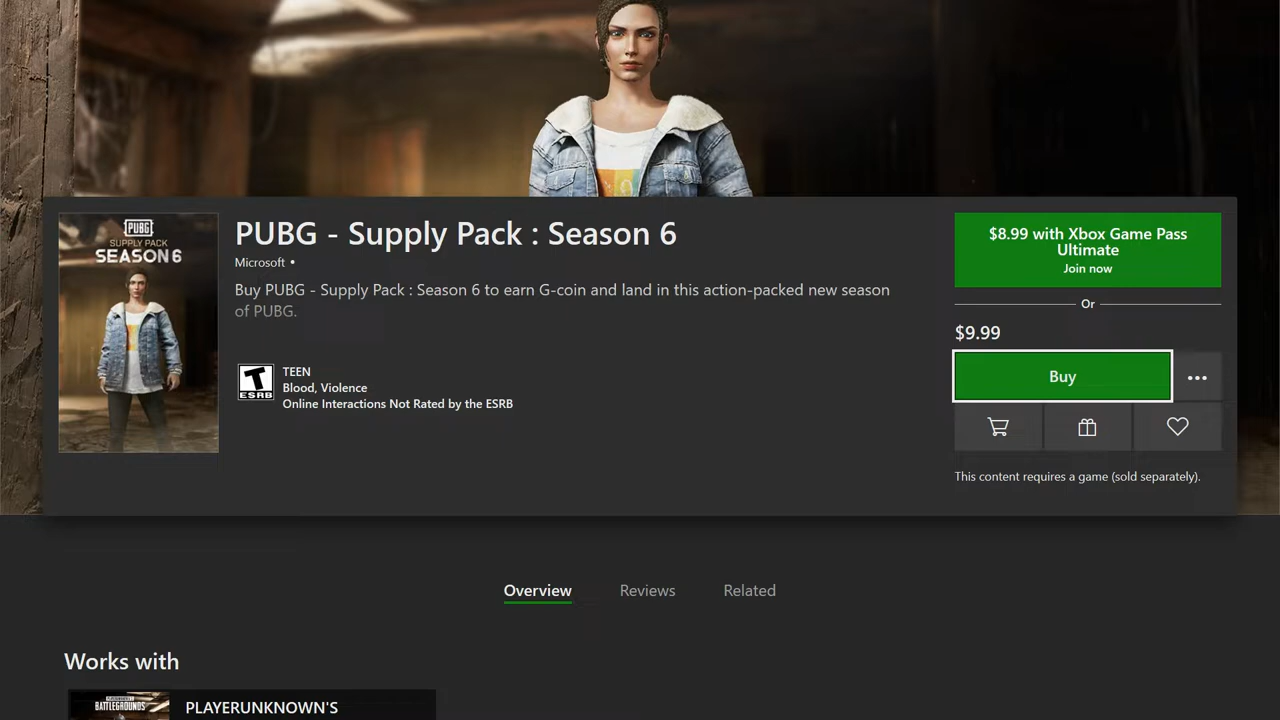 PUBG
SUPPLY PACK
SEASON 6
PUBG - Supply Pack : Season 6
Microsoft •
Buy PUBG - Supply Pack : Season 6 to earn G-coin and land in this action-packed new season
of PUBG.
T
ESRB
TEEN
Blood, Violence
Online Interactions Not Rated by the ESRB
$8.99 with Xbox Game Pass
Ultimate
Join now
Or
$9.99
Buy
This content requires a game (sold separately).
Overview
Reviews
Related
Works with
BATTLEGROUNDS
PLAYERUNKNOWN'S